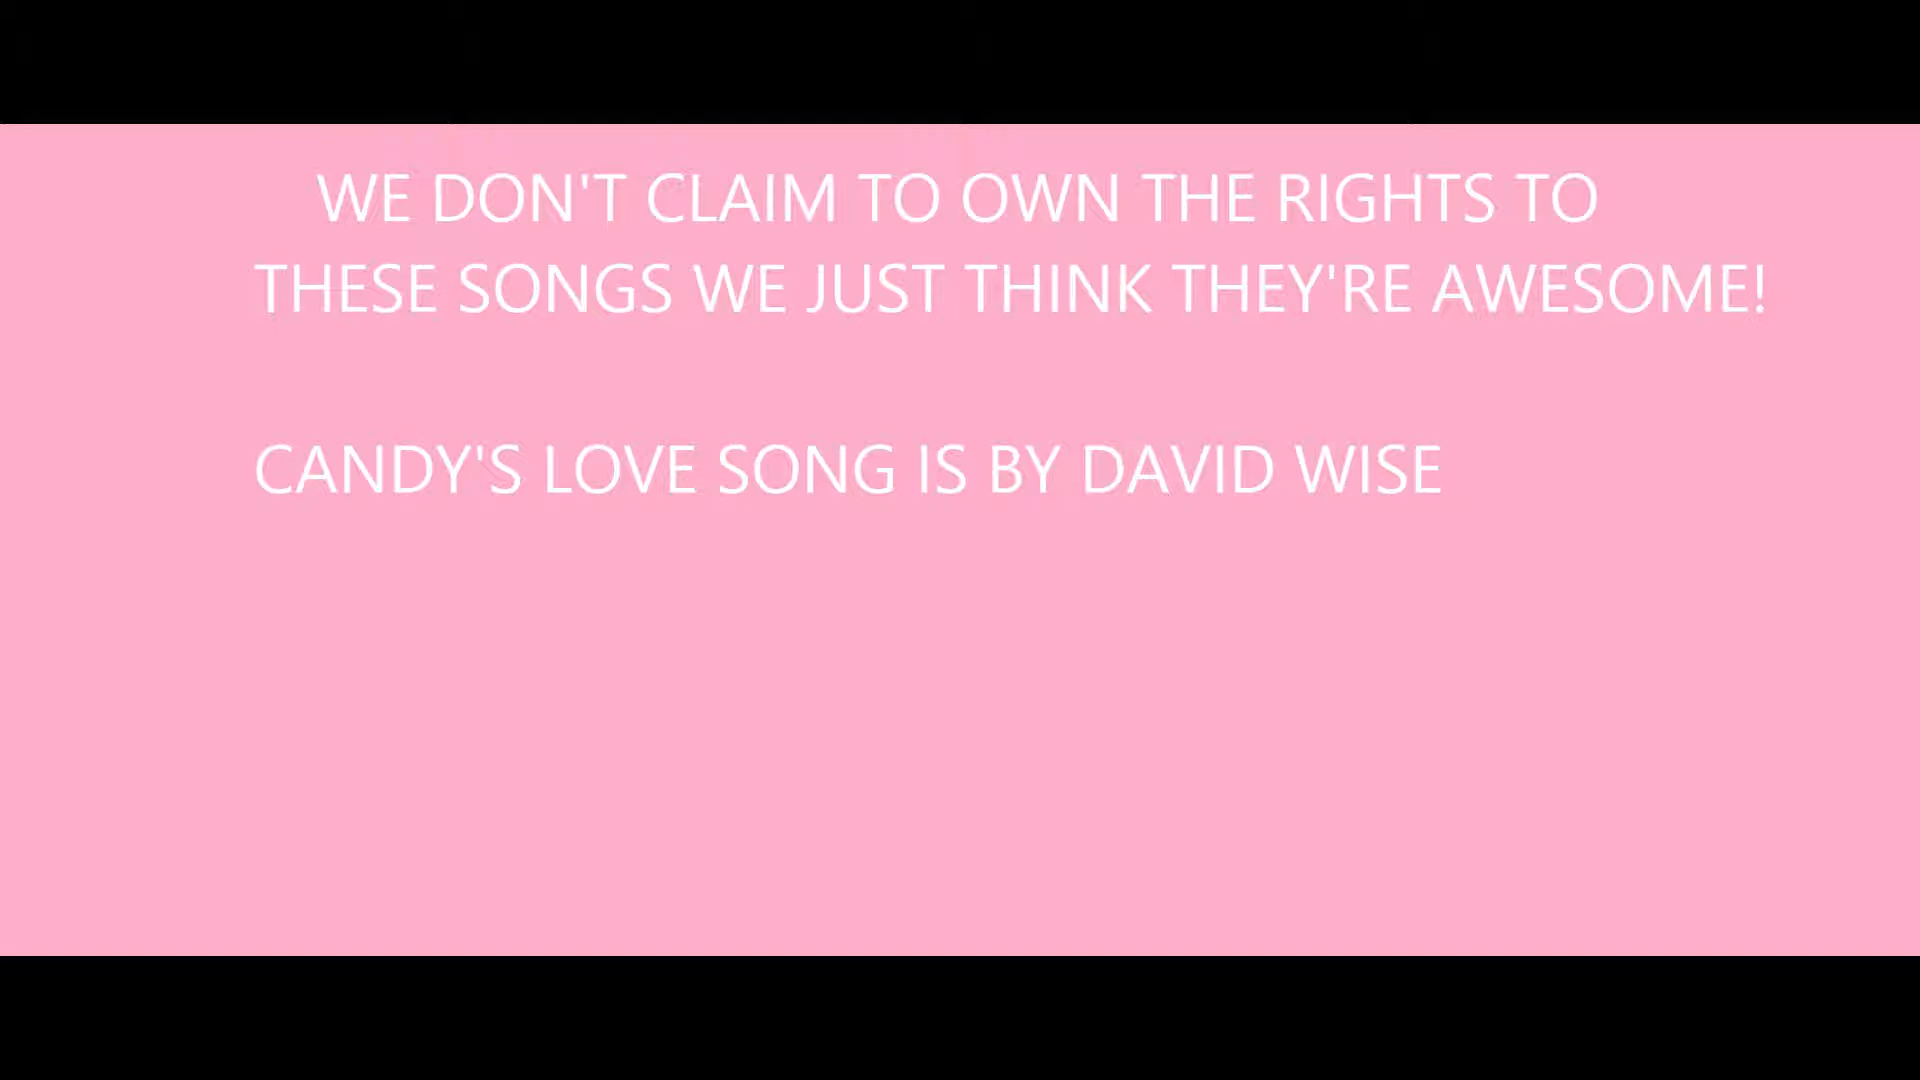 WE DON'T CLAIM TO OWN THE RIGHTS TO
THESE SONGS WE JUST THINK THEY'RE AWESOME!
CANDY'S LOVE SONG IS BY DAVID WISE